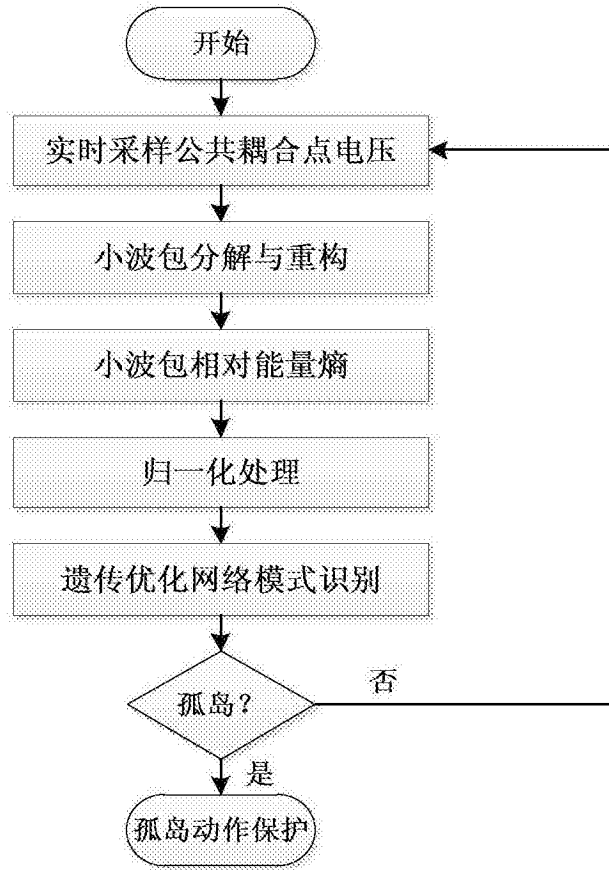 开始
实时采样公共耦合点电压
小波包分解与重构
小波包相对能量熵
归一化处理
遗传优化网络模式识别
孤岛？
否
是
孤岛动作保护